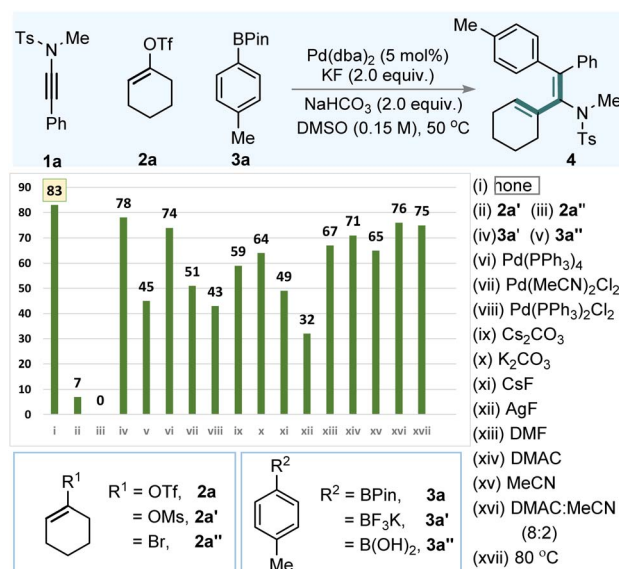 Ts N Me
OTf
BPin
Ph
Me
1a 2a 3a
Pd(dba)2 (5 mol%)
KF (2.0 equiv.)
NaHCO3 (2.0 equiv.)
DMSO (0.15 M), 50 °C
Me
Ph
N Me
Ts
4
90
80
70
60
50
40
30
20
10
0
83 7 0 78 45 74 51 43 59 64 49 32 67 71 65 76 75
i ii iii iv v vi vii viii ix x xi xii xiii xiv xv xvi xvii
(i) none
(ii) 2a' (iii) 2a''
(iv)3a' (v) 3a''
(vi) Pd(PPh3)4
(vii) Pd(MeCN)2Cl2
(viii) Pd(PPh3)2Cl2
(ix) Cs2CO3
(x) K2CO3
(xi) CsF
(xii) AgF
(xiii) DMF
(xiv) DMAC
(xv) MeCN
(xvi) DMAC:MeCN
(8:2)
(xvii) 80 °C
R1
R1 = OTf, 2a
= OMs, 2a'
= Br, 2a''
R2
Me
R2 = BPin, 3a
= BF3K, 3a'
= B(OH)2, 3a''